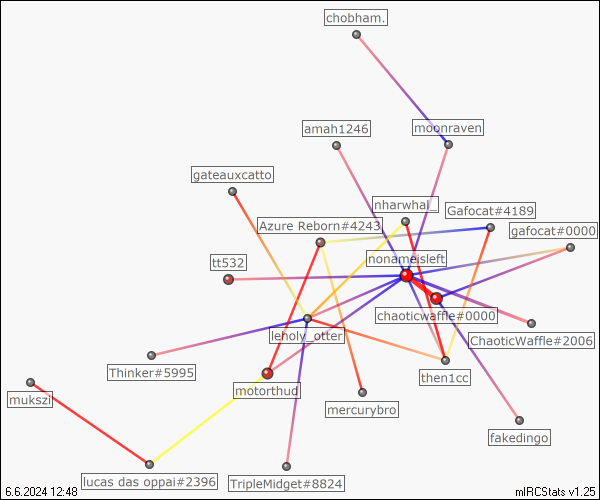 chobham.
amah1246
moonraven
gateauxcatto
nharwhal_
Gafocat#4189
Azure Reborn#4243
gafocat#0000
tt532
nonameisleft
chaoticwaffle#0000
leholy_otter
ChaoticWaffle#2006
Thinker#5995
then1cc
motorthud
mukszi
mercurybro
fakedingo
lucas das oppai#2396
TripleMidget#8824
6.6.2024 12:48
mIRCStats v1.25